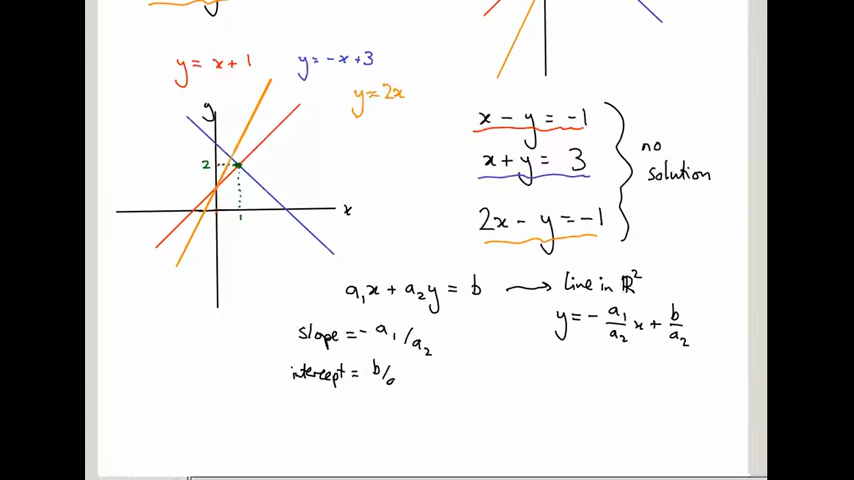 y = x + 1
y = -x + 3
y = 2x
y
2
1
x
x - y = -1
x + y = 3
2x - y = -1
no
solution
a₁x + a₂y = b → line in ℝ²
y = - a₁/a₂ x + b/a₂
slope = - a₁/a₂
intercept = b/